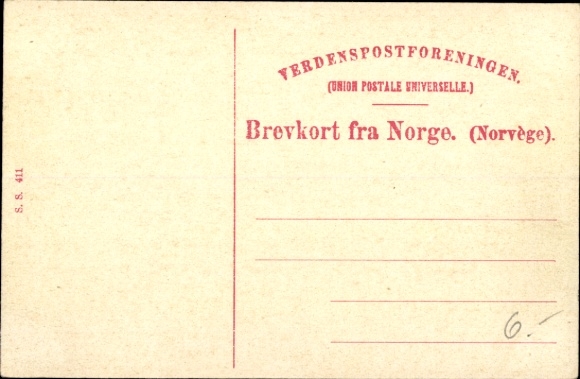 VERDENSPOSTFORENINGEN.
(UNION POSTALE UNIVERSELLE.)
Brevkort fra Norge. (Norvège).
S. S. 411
6.-